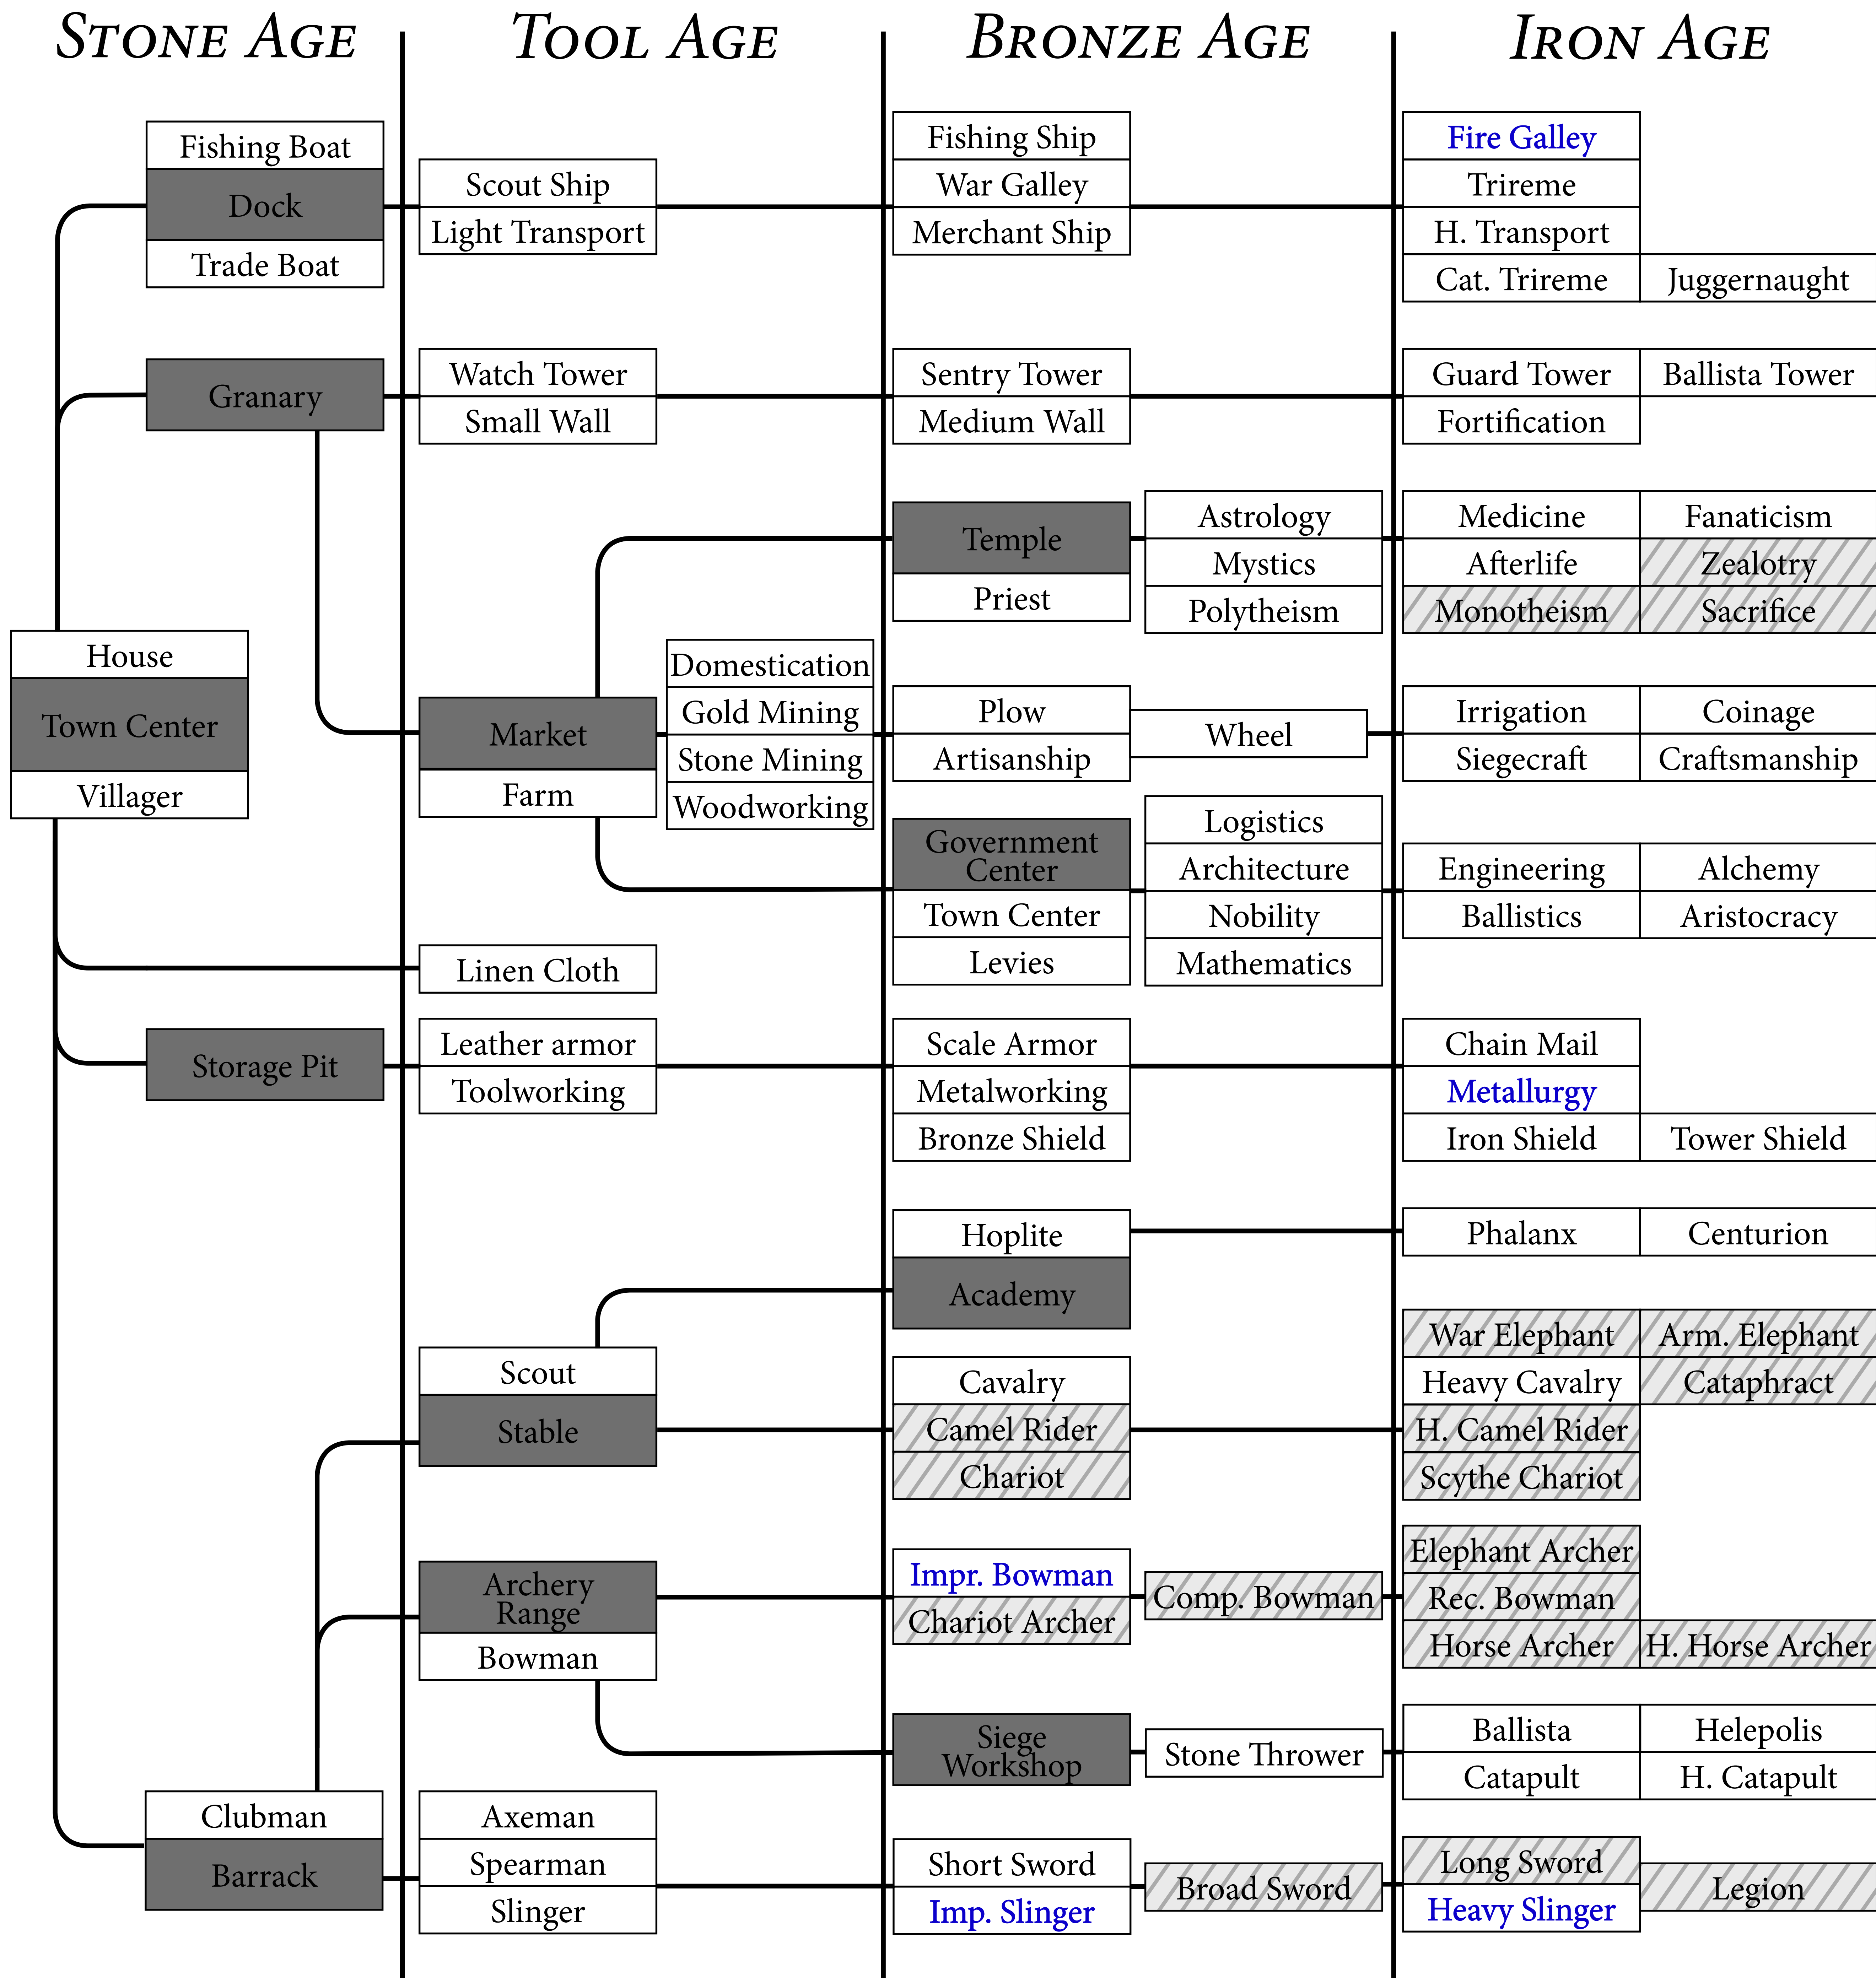 STONE AGE
TOOL AGE
BRONZE AGE
IRON AGE
Fishing Boat
Dock
Trade Boat
Scout Ship
Light Transport
Fishing Ship
War Galley
Merchant Ship
Fire Galley
Trireme
H. Transport
Cat. Trireme
Juggernaught
Granary
Watch Tower
Small Wall
Sentry Tower
Medium Wall
Guard Tower
Ballista Tower
Fortification
Temple
Priest
Astrology
Mystics
Polytheism
Medicine
Fanaticism
Afterlife
Zealotry
Monotheism
Sacrifice
House
Town Center
Villager
Market
Farm
Domestication
Gold Mining
Stone Mining
Woodworking
Plow
Artisanship
Wheel
Irrigation
Coinage
Siegecraft
Craftsmanship
Government
Center
Town Center
Levies
Logistics
Architecture
Nobility
Mathematics
Engineering
Alchemy
Ballistics
Aristocracy
Linen Cloth
Storage Pit
Leather armor
Toolworking
Scale Armor
Metalworking
Bronze Shield
Chain Mail
Metallurgy
Iron Shield
Tower Shield
Hoplite
Academy
Phalanx
Centurion
Scout
Stable
Cavalry
Camel Rider
Chariot
War Elephant
Arm. Elephant
Heavy Cavalry
Cataphract
H. Camel Rider
Scythe Chariot
Archery
Range
Bowman
Impr. Bowman
Chariot Archer
Comp. Bowman
Elephant Archer
Rec. Bowman
Horse Archer
H. Horse Archer
Siege
Workshop
Stone Thrower
Ballista
Helepolis
Catapult
H. Catapult
Clubman
Barrack
Axeman
Spearman
Slinger
Short Sword
Imp. Slinger
Broad Sword
Long Sword
Heavy Slinger
Legion